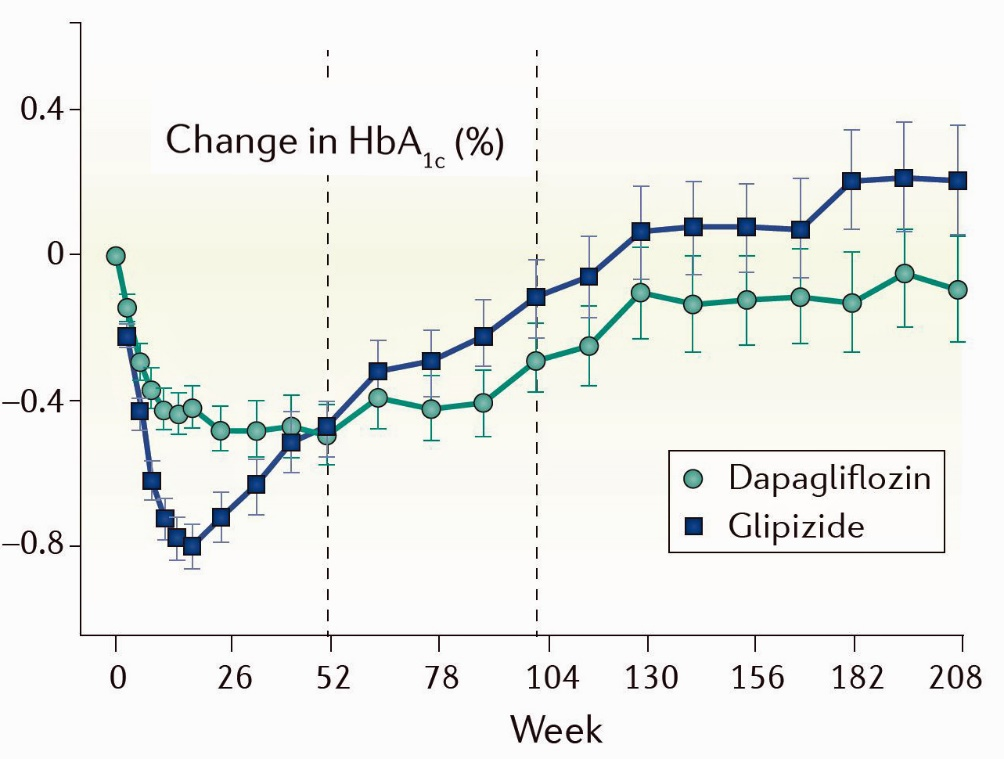 0.4
Change in HbA1c (%)
0
–0.4
Dapagliflozin
Glipizide
–0.8
0 26 52 78 104 130 156 182 208
Week